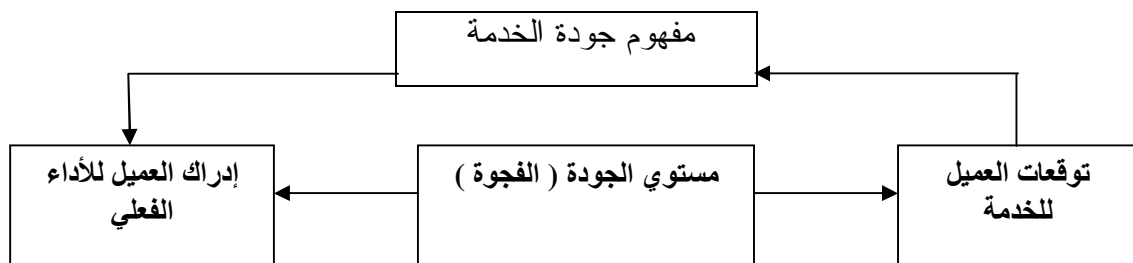 مفهوم جودة الخدمة
توقعات العميل
للخدمة
مستوي الجودة ( الفجوة )
إدراك العميل للأداء
الفعلي